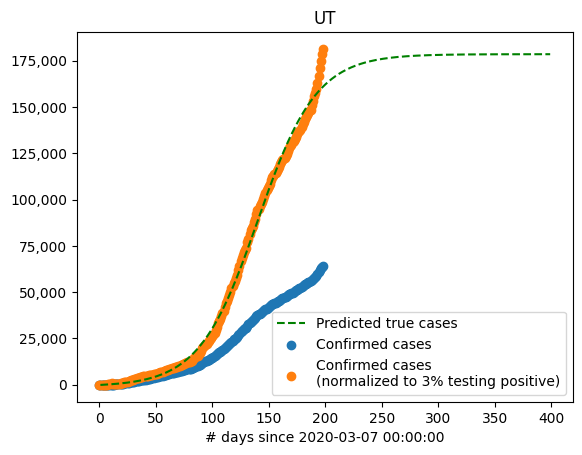 UT
175,000
150,000
125,000
100,000
75,000
50,000
25,000
0
Predicted true cases
Confirmed cases
Confirmed cases
(normalized to 3% testing positive)
0 50 100 150 200 250 300 350 400
# days since 2020-03-07 00:00:00